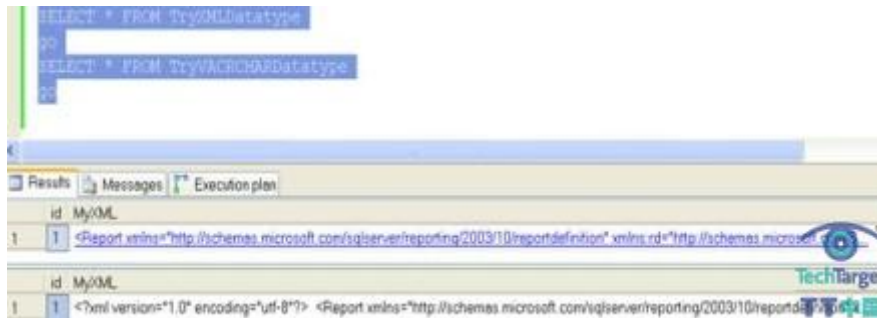 SELECT * FROM TryXMLDatatype
go
SELECT * FROM TryVACRCHARDatatype
go
Results Messages Execution plan
id MyXML
1 1 <Report xmlns="http://schemas.microsoft.com/sqlserver/reporting/2003/10/reportdefinition" xmlns:rd="http://schemas.microsoft
id MyXML
1 1 <?xml version="1.0" encoding="utf-8"?> <Report xmlns="http://schemas.microsoft.com/sqlserver/reporting/2003/10/reportdefinition
TechTarge